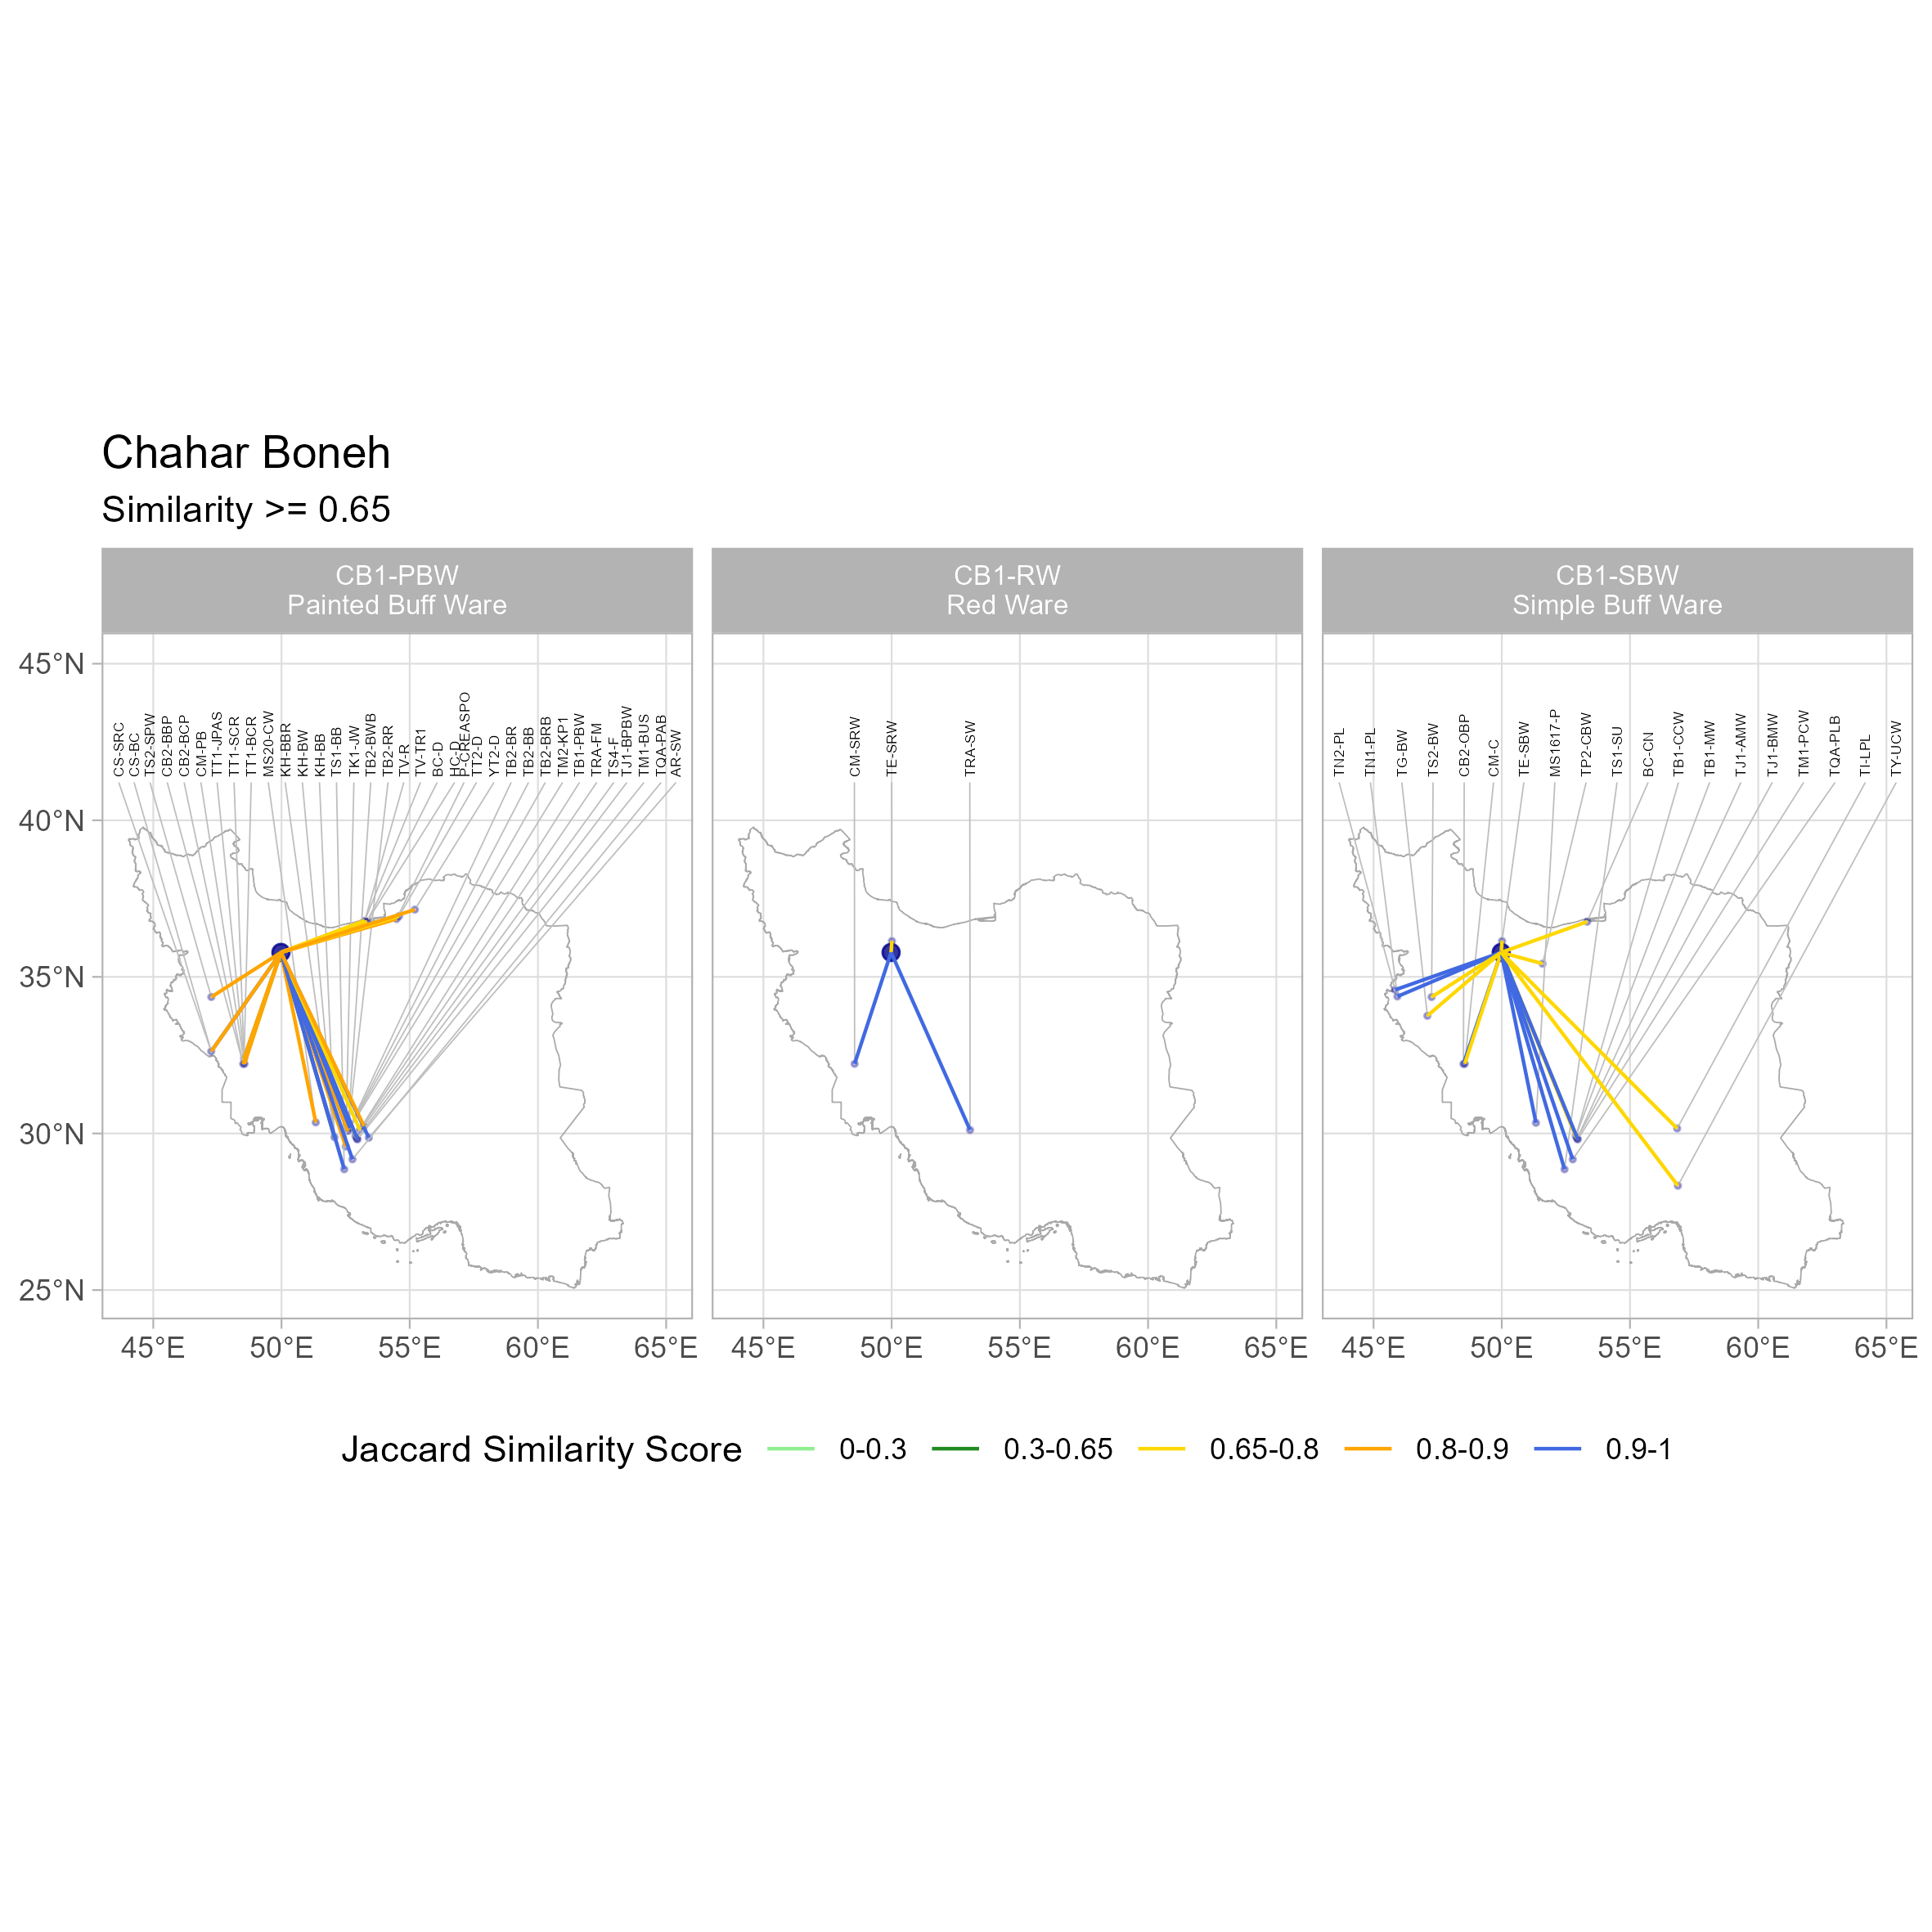 Chahar Boneh
Similarity >= 0.65
CB1-PBW
Painted Buff Ware
CB1-RW
Red Ware
CB1-SBW
Simple Buff Ware
45°N
40°N
35°N
30°N
25°N
CS-SRC
CS-BC
TS2-SPW
CB2-BBP
CB2-BCP
CM-PB
TT1-JPAS
TT1-SCR
TT1-BCR
MS20-CW
KH-BBR
KH-BW
KH-BB
TS1-BB
TK1-JW
TB2-BWB
TB2-RR
TV-R
TV-TR1
BC-D
HC-D
TT2-D
YT2-D
TB2-BR
TB2-BB
TB2-BRB
TM2-KP1
TB1-PBW
TRA-FM
TS4-F
TJ1-BPBW
TM1-BUS
TQA-PAB
AR-SW
CM-SRW
TE-SRW
TRA-SW
TN2-PL
TN1-PL
TG-BW
TS2-BW
CB2-OBP
CM-C
TE-SBW
MS1617-P
TP2-CBW
TS1-SU
BC-CN
TB1-CCW
TB1-MW
TJ1-AMW
TJ1-BMW
TM1-PCW
TQA-PLB
TI-PL
TY-UCW
45°E 50°E 55°E 60°E 65°E
45°E 50°E 55°E 60°E 65°E
45°E 50°E 55°E 60°E 65°E
Jaccard Similarity Score 0-0.3 0.3-0.65 0.65-0.8 0.8-0.9 0.9-1